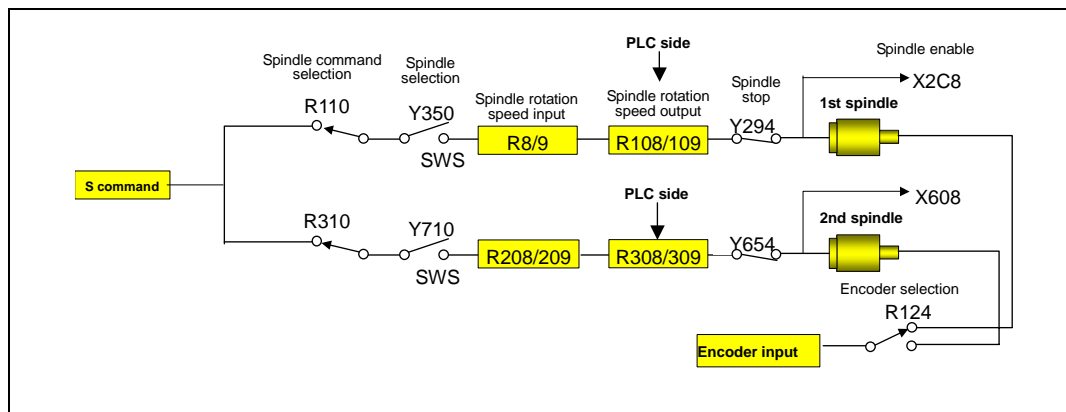 PLC side
Spindle enable
X2C8
Spindle command
selection
Spindle
selection
Spindle rotation
speed input
Spindle rotation
speed output
Spindle
stop
1st spindle
R110
Y350
SWS
R8/9
R108/109
Y294
S command
PLC side
X608
2nd spindle
R310
Y710
SWS
R208/209
R308/309
Y654
Encoder selection
R124
Encoder input